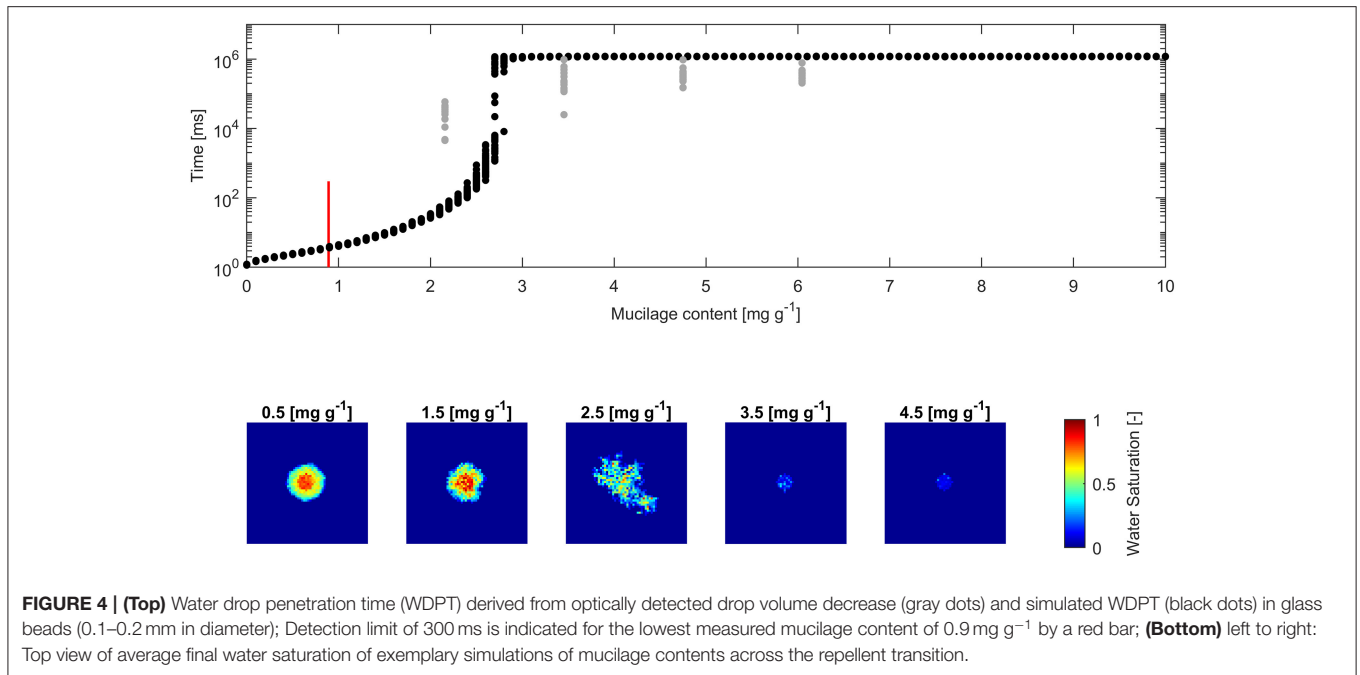 10^6
10^4
10^2
10^0
Time [ms]
0 1 2 3 4 5 6 7 8 9 10
Mucilage content [mg g^-1]
0.5 [mg g^-1] 1.5 [mg g^-1] 2.5 [mg g^-1] 3.5 [mg g^-1] 4.5 [mg g^-1]
1
0.5
0
Water Saturation [-]
FIGURE 4 | (Top) Water drop penetration time (WDPT) derived from optically detected drop volume decrease (gray dots) and simulated WDPT (black dots) in glass
beads (0.1–0.2 mm in diameter); Detection limit of 300 ms is indicated for the lowest measured mucilage content of 0.9 mg g−1 by a red bar; (Bottom) left to right:
Top view of average final water saturation of exemplary simulations of mucilage contents across the repellent transition.